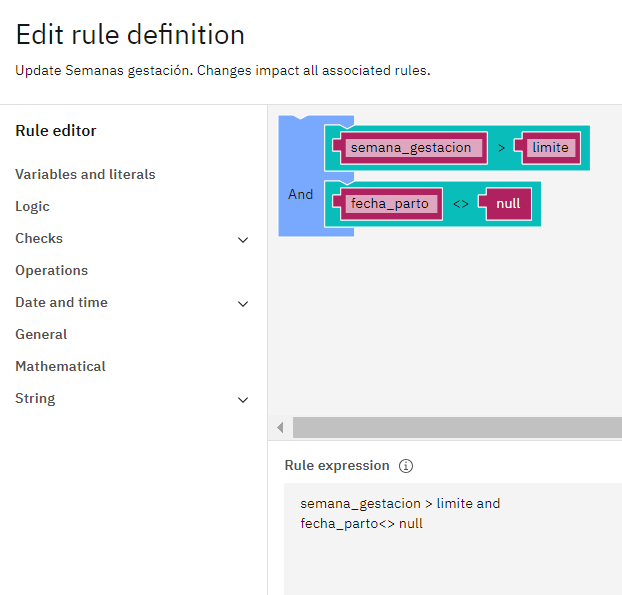 Edit rule definition
Update Semanas gestación. Changes impact all associated rules.
Rule editor
Variables and literals
Logic
Checks
Operations
Date and time
General
Mathematical
String
semana_gestacion > limite
And
fecha_parto <> null
Rule expression
semana_gestacion > limite and
fecha_parto<> null